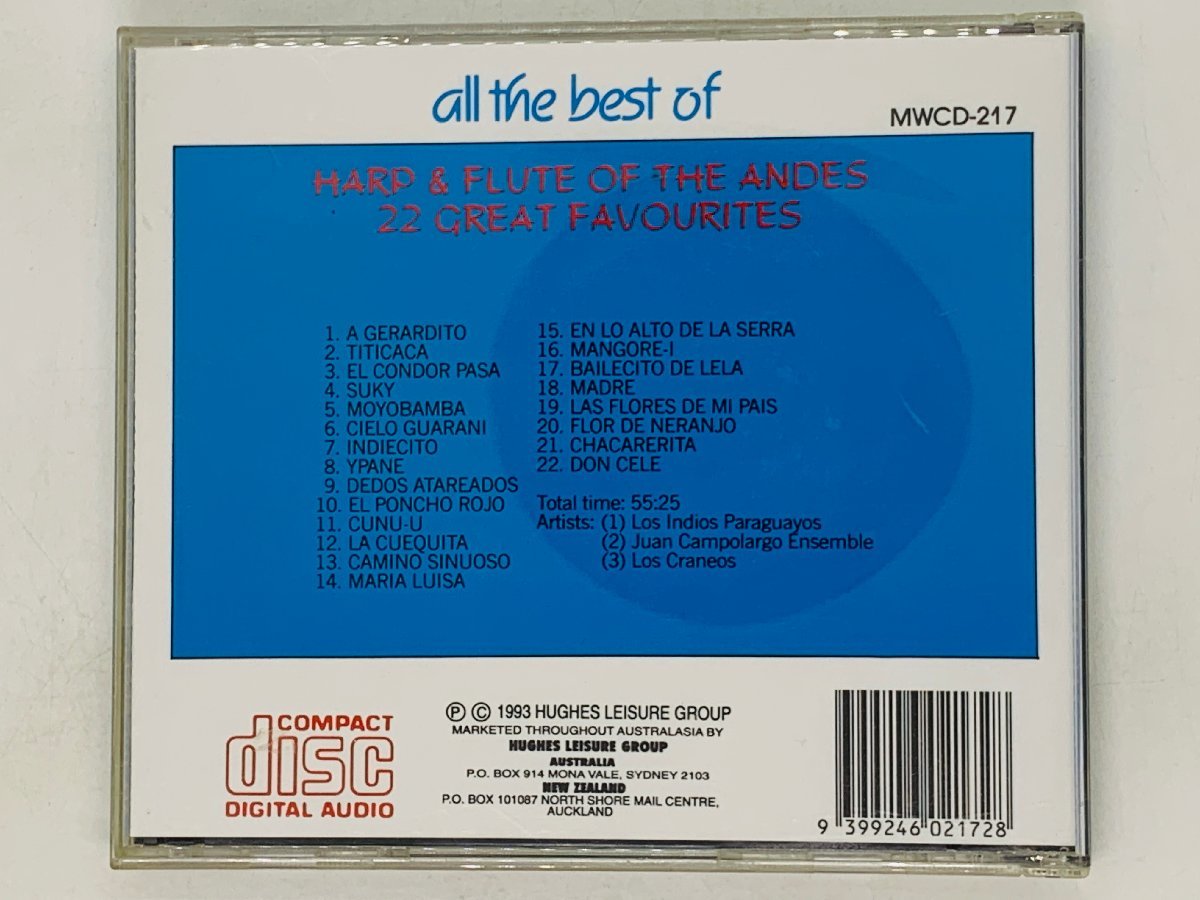 all the best of
MWCD-217
HARP & FLUTE OF THE ANDES
22 GREAT FAVOURITES
1. A GERARDITO
2. TITICACA
3. EL CONDOR PASA
4. SUKY
5. MOYOBAMBA
6. CIELO GUARANI
7. INDIECITO
8. YPANE
9. DEDOS ATAREADOS
10. EL PONCHO ROJO
11. CUNU-U
12. LA CUEQUITA
13. CAMINO SINUOSO
14. MARIA LUISA
15. EN LO ALTO DE LA SERRA
16. MANGORE-I
17. BAILECITO DE LELA
18. MADRE
19. LAS FLORES DE MI PAIS
20. FLOR DE NERANJO
21. CHACARERITA
22. DON CELE
Total time: 55:25
Artists: (1) Los Indios Paraguayos
(2) Juan Campolargo Ensemble
(3) Los Craneos
COMPACT
disc
DIGITAL AUDIO
Ⓟ © 1993 HUGHES LEISURE GROUP
MARKETED THROUGHOUT AUSTRALASIA BY
HUGHES LEISURE GROUP
AUSTRALIA
P.O. BOX 914 MONA VALE, SYDNEY 2103
NEW ZEALAND
P.O. BOX 101087 NORTH SHORE MAIL CENTRE,
AUCKLAND
9 399246 021728